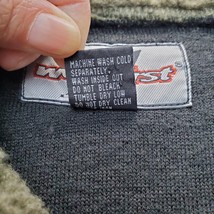 MACHINE WASH COLD
SEPARATELY.
WASH INSIDE OUT
DO NOT BLEACH.
TUMBLE DRY LOW
DO NOT DRY CLEAN